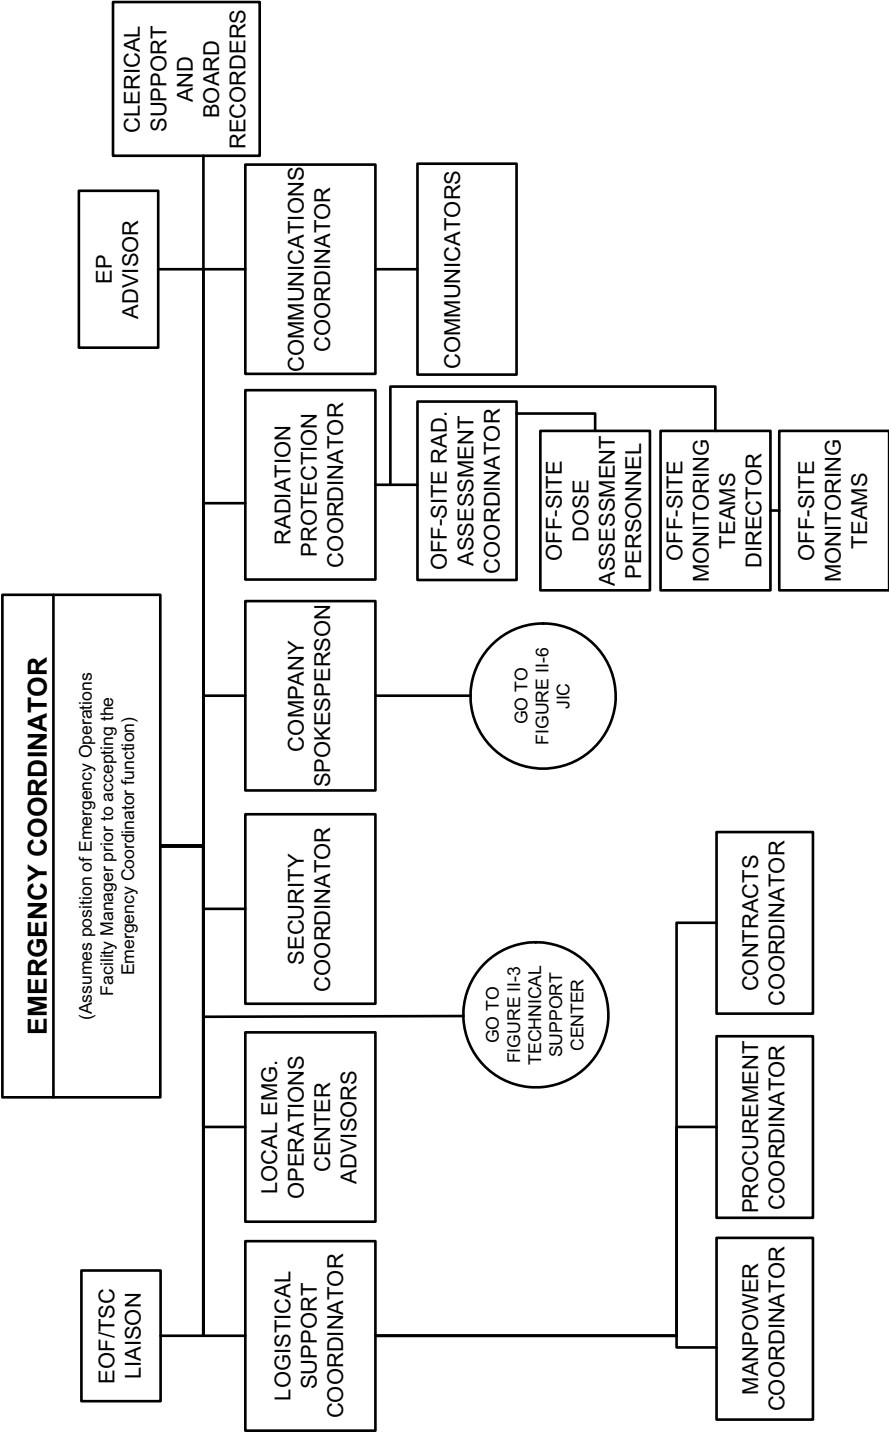 EMERGENCY COORDINATOR
(Assumes position of Emergency Operations
Facility Manager prior to accepting the
Emergency Coordinator function)
EOF/TSC
LIAISON
EP
ADVISOR
CLERICAL
SUPPORT
AND
BOARD
RECORDERS
LOGISTICAL
SUPPORT
COORDINATOR
LOCAL EMG.
OPERATIONS
CENTER
ADVISORS
SECURITY
COORDINATOR
COMPANY
SPOKESPERSON
RADIATION
PROTECTION
COORDINATOR
COMMUNICATIONS
COORDINATOR
GO TO
FIGURE II-3
TECHNICAL
SUPPORT
CENTER
GO TO
FIGURE II-6
JIC
OFF-SITE RAD.
ASSESSMENT
COORDINATOR
COMMUNICATORS
OFF-SITE
DOSE
ASSESSMENT
PERSONNEL
OFF-SITE
MONITORING
TEAMS
DIRECTOR
OFF-SITE
MONITORING
TEAMS
MANPOWER
COORDINATOR
PROCUREMENT
COORDINATOR
CONTRACTS
COORDINATOR